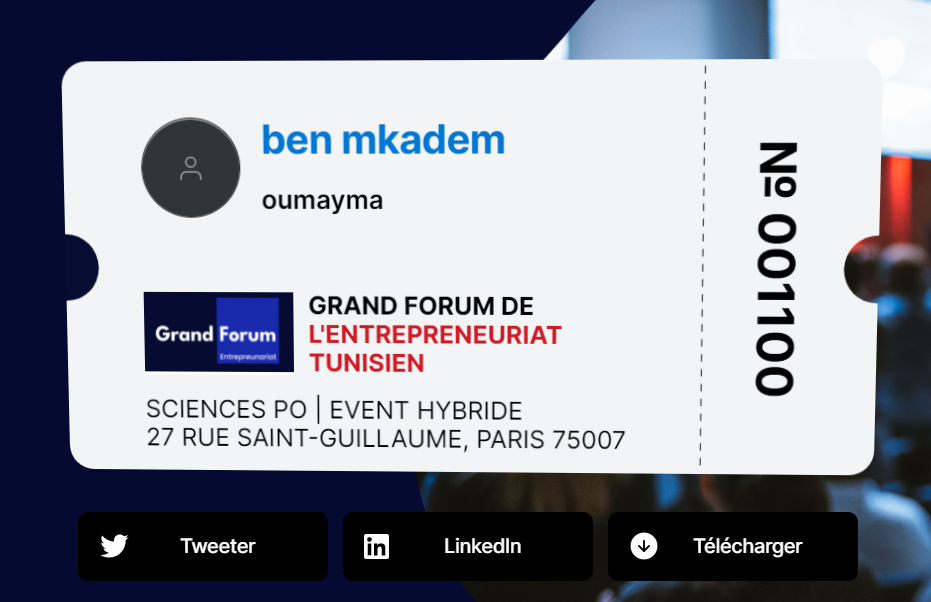 ben mkadem
oumayma
Grand Forum
Entrepreunariat
GRAND FORUM DE
L'ENTREPRENEURIAT
TUNISIEN
SCIENCES PO | EVENT HYBRIDE
27 RUE SAINT-GUILLAUME, PARIS 75007
Nº 001100
Tweeter
LinkedIn
Télécharger